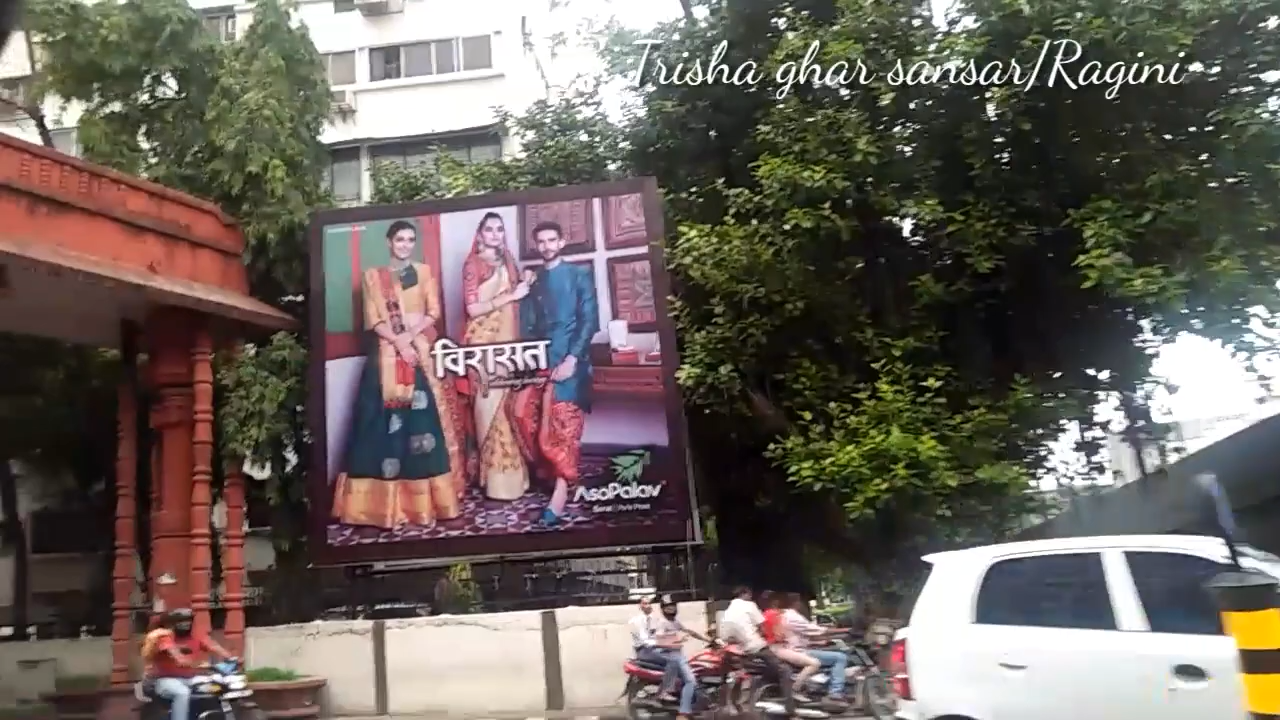 Trisha ghar sansar/Ragini
विरासत
AsoPalav